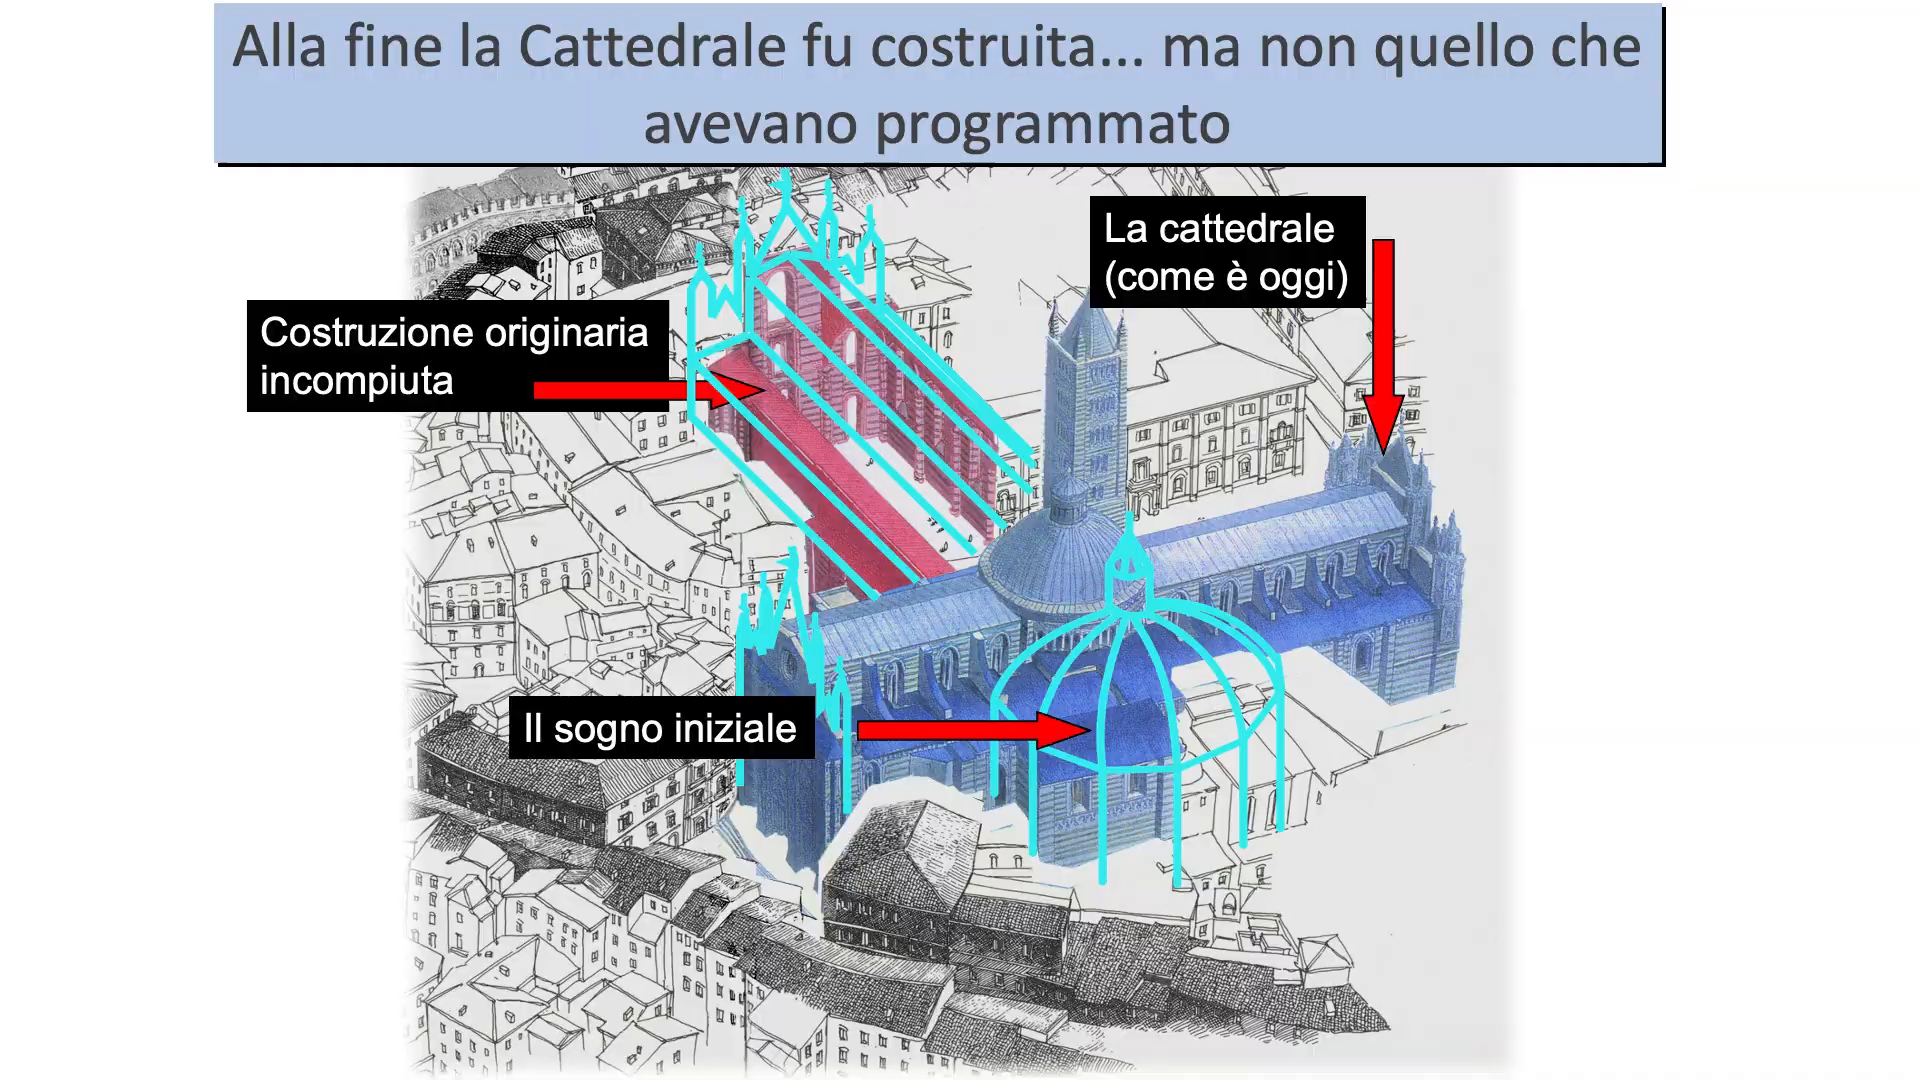 Alla fine la Cattedrale fu costruita... ma non quello che
avevano programmato
La cattedrale
(come è oggi)
Costruzione originaria
incompiuta
Il sogno iniziale